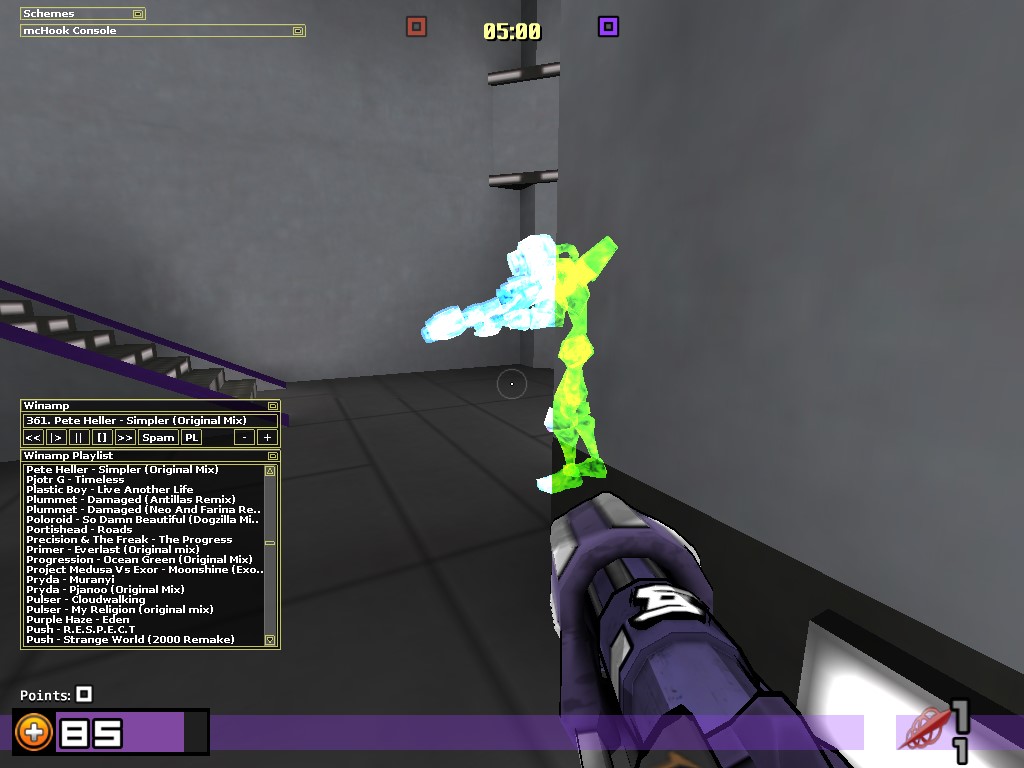 Schemes
mcHook Console
05:00
Winamp
361. Pete Heller - Simpler (Original Mix)
<< |> || [] >> Spam PL - +
Winamp Playlist
Pete Heller - Simpler (Original Mix)
Pjotr G - Timeless
Plastic Boy - Live Another Life
Plummet - Damaged (Antillas Remix)
Plummet - Damaged (Neo And Farina Re..
Poloroid - So Damn Beautiful (Dogzilla Mi..
Portishead - Roads
Precision & The Freak - The Progress
Primer - Everlast (Original mix)
Progression - Ocean Green (Original Mix)
Project Medusa Vs Exor - Moonshine (Exo..
Pryda - Muranyi
Pryda - Pjanoo (Original Mix)
Pulser - Cloudwalking
Pulser - My Religion (Original mix)
Purple Haze - Eden
Push - R.E.S.P.E.C.T
Push - Strange World (2000 Remake)
Points: 0
85
1
1